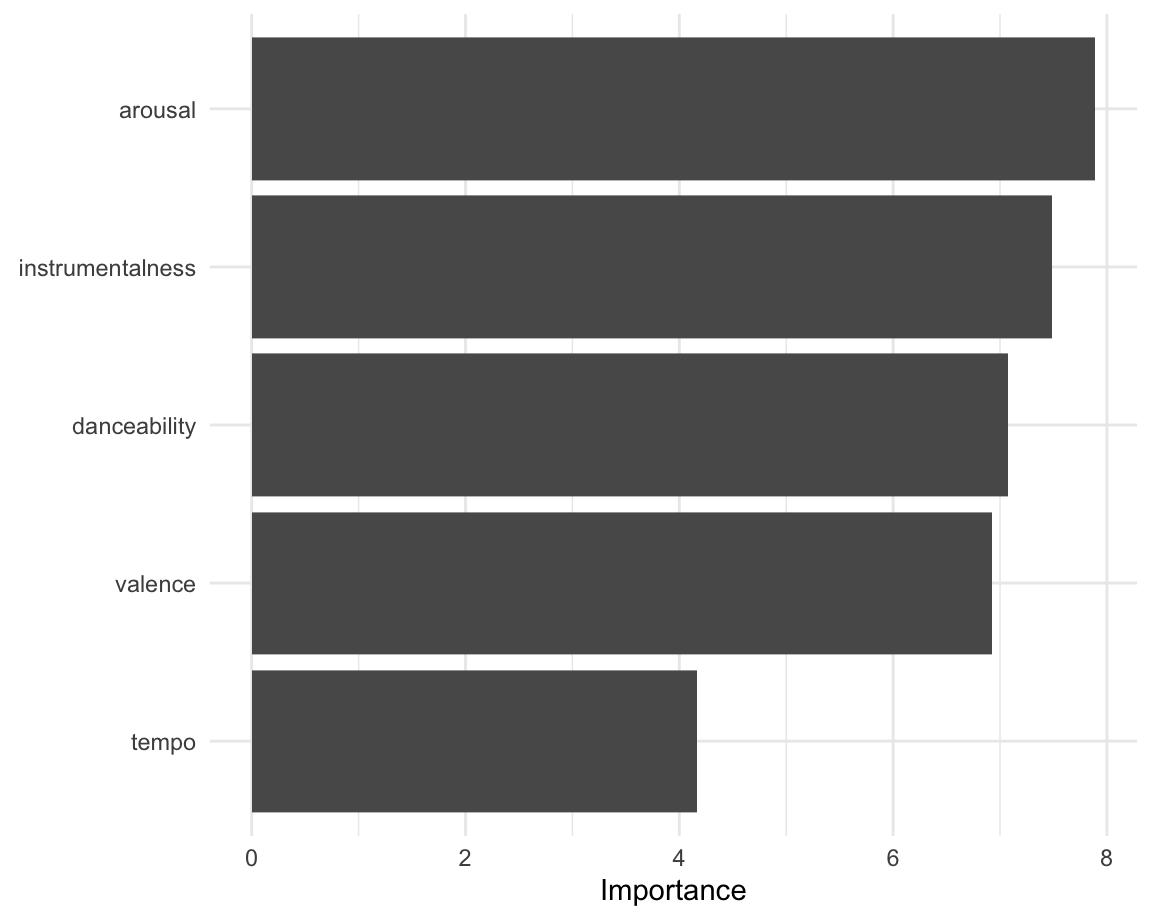 arousal
instrumentalness
danceability
valence
tempo
0 2 4 6 8
Importance